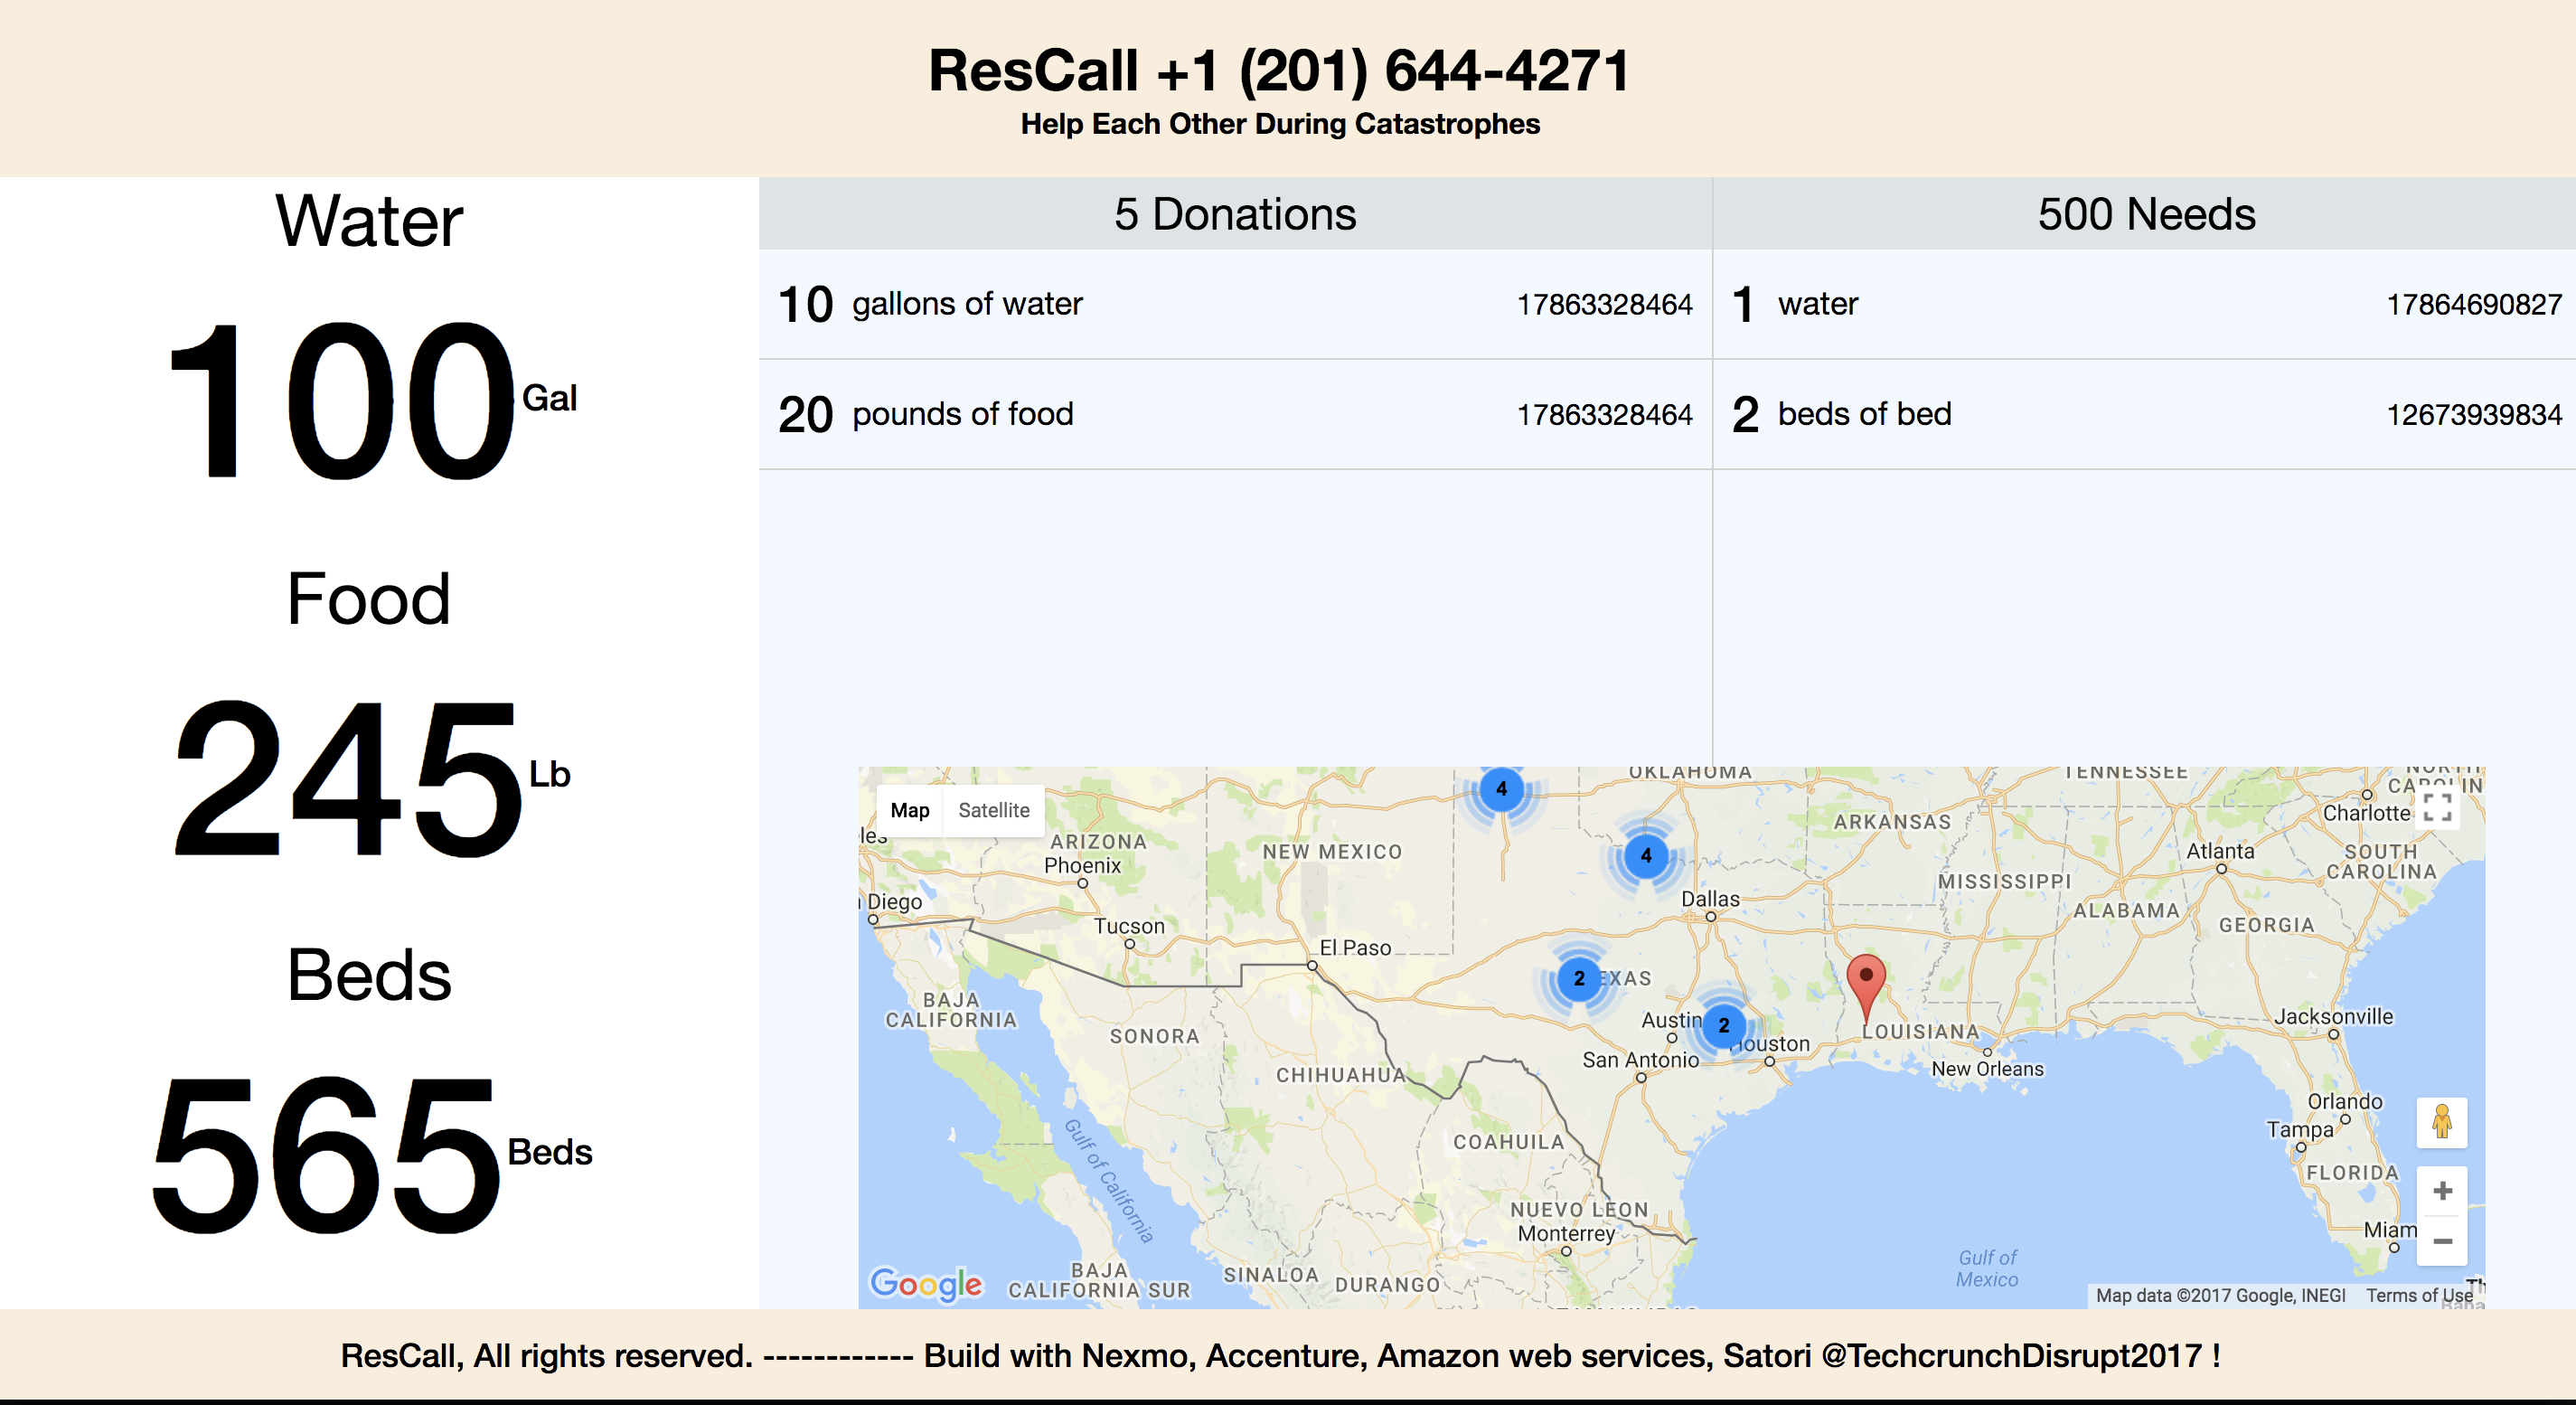 ResCall +1 (201) 644-4271
Help Each Other During Catastrophes
Water
100 Gal
Food
245 Lb
Beds
565 Beds
5 Donations
10 gallons of water 17863328464
20 pounds of food 17863328464
500 Needs
1 water 17864690827
2 beds of bed 12673939834
Map Satellite
OKLAHOMA
TENNESSEE
NORTH
CAROLIN
Charlotte
les
ARIZONA
Phoenix
NEW MEXICO
4
4
ARKANSAS
Atlanta
SOUTH
CAROLINA
MISSISSIPPI
Diego
Dallas
ALABAMA
GEORGIA
Tucson
El Paso
2
EXAS
BAJA
CALIFORNIA
SONORA
Austin
2
Houston
San Antonio
LOUISIANA
New Orleans
Jacksonville
CHIHUAHUA
Orlando
Tampa
Gulf of California
COAHUILA
FLORIDA
NUEVO LEON
Monterrey
Miam
Gulf of
Mexico
Google
BAJA
CALIFORNIA SUR
SINALOA
DURANGO
Map data ©2017 Google, INEGI Terms of Use
ResCall, All rights reserved. ------------ Build with Nexmo, Accenture, Amazon web services, Satori @TechcrunchDisrupt2017 !